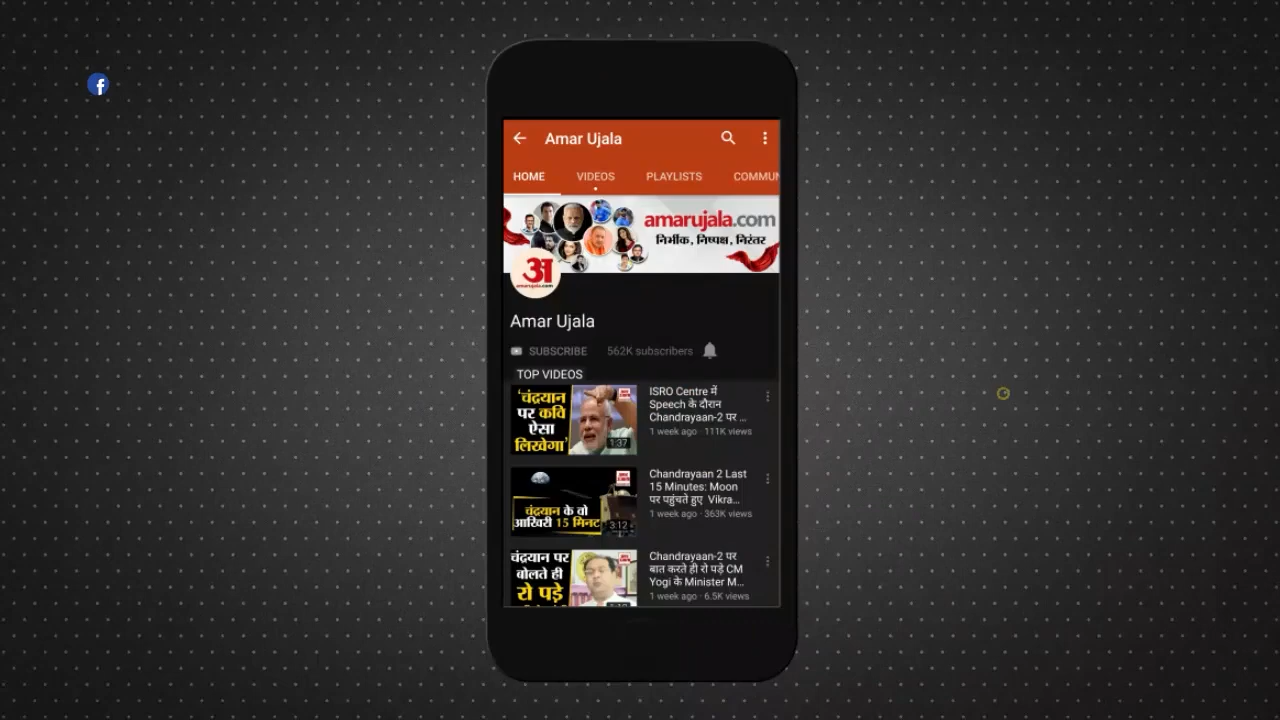 Amar Ujala
HOME VIDEOS PLAYLISTS COMMUN
amarujala.com
निर्भीक, निष्पक्ष, निरंतर
अ
amarujala.com
Amar Ujala
SUBSCRIBE 562K subscribers
TOP VIDEOS
'चंद्रयान
पर कवि
ऐसा
लिखेगा'
1:37
ISRO Centre में
Speech के दौरान
Chandrayaan-2 पर ...
1 week ago · 111K views
चंद्रयान के वो
आखिरी 15 मिनट
3:12
Chandrayaan 2 Last
15 Minutes: Moon
पर पहुंचते हुए Vikra...
1 week ago · 363K views
चंद्रयान पर
बोलते ही
रो पड़े
Chandrayaan-2 पर
बात करते ही रो पड़े CM
Yogi के Minister M...
1 week ago · 6.5K views